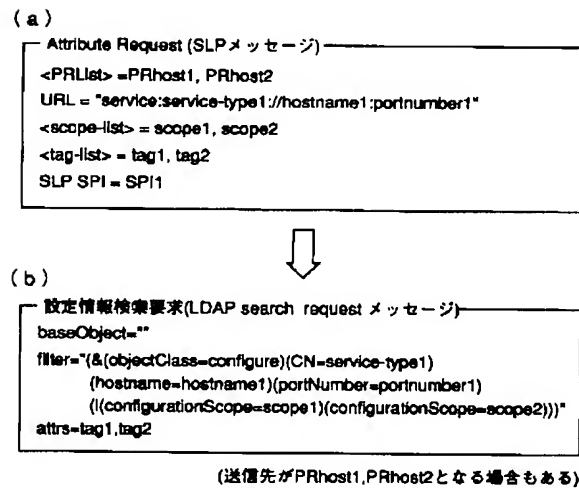 (a)
Attribute Request (SLPメッセージ)
<PRList> =PRhost1, PRhost2
URL = "service:service-type1://hostname1:portnumber1"
<scope-list> = scope1, scope2
<tag-list> = tag1, tag2
SLP SPI = SPI1
(b)
設定情報検索要求(LDAP search request メッセージ)
baseObject=""
filter="(&(objectClass=configure)(CN=service-type1)
(hostname=hostname1)(portNumber=portnumber1)
(|(configurationScope=scope1)(configurationScope=scope2)))"
attrs=tag1,tag2
(送信先がPRhost1,PRhost2となる場合もある)